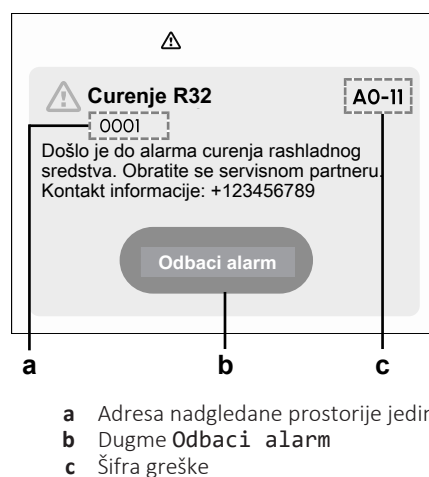 Curenje R32
A0-11
0001
Došlo je do alarma curenja rashladnog
sredstva. Obratite se servisnom partneru.
Kontakt informacije: +123456789
Odbaci alarm
a b c
a Adresa nadgledane prostorije
b Dugme Odbaci alarm
c Šifra greške